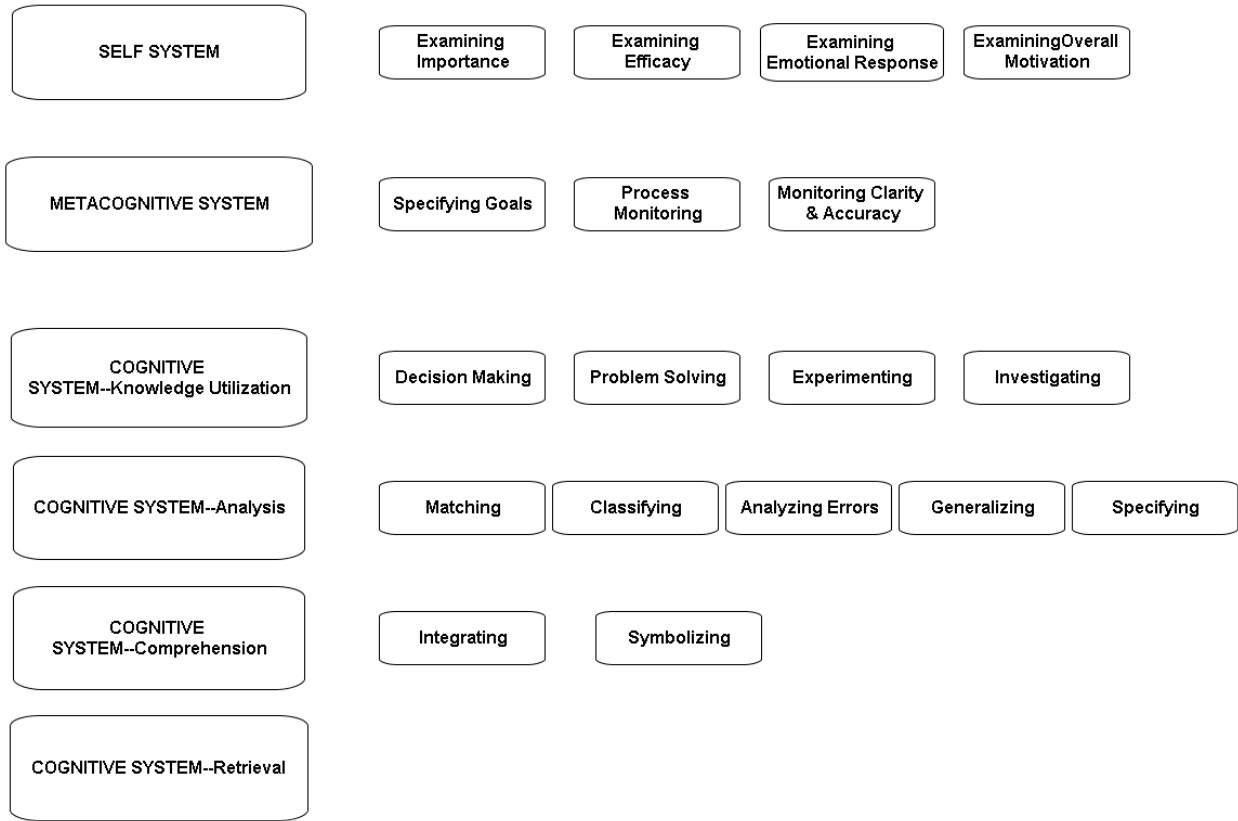 SELF SYSTEM
Examining
Importance
Examining
Efficacy
Examining
Emotional Response
ExaminingOverall
Motivation
METACOGNITIVE SYSTEM
Specifying Goals
Process
Monitoring
Monitoring Clarity
& Accuracy
COGNITIVE
SYSTEM--Knowledge Utilization
Decision Making
Problem Solving
Experimenting
Investigating
COGNITIVE SYSTEM--Analysis
Matching
Classifying
Analyzing Errors
Generalizing
Specifying
COGNITIVE
SYSTEM--Comprehension
Integrating
Symbolizing
COGNITIVE SYSTEM--Retrieval